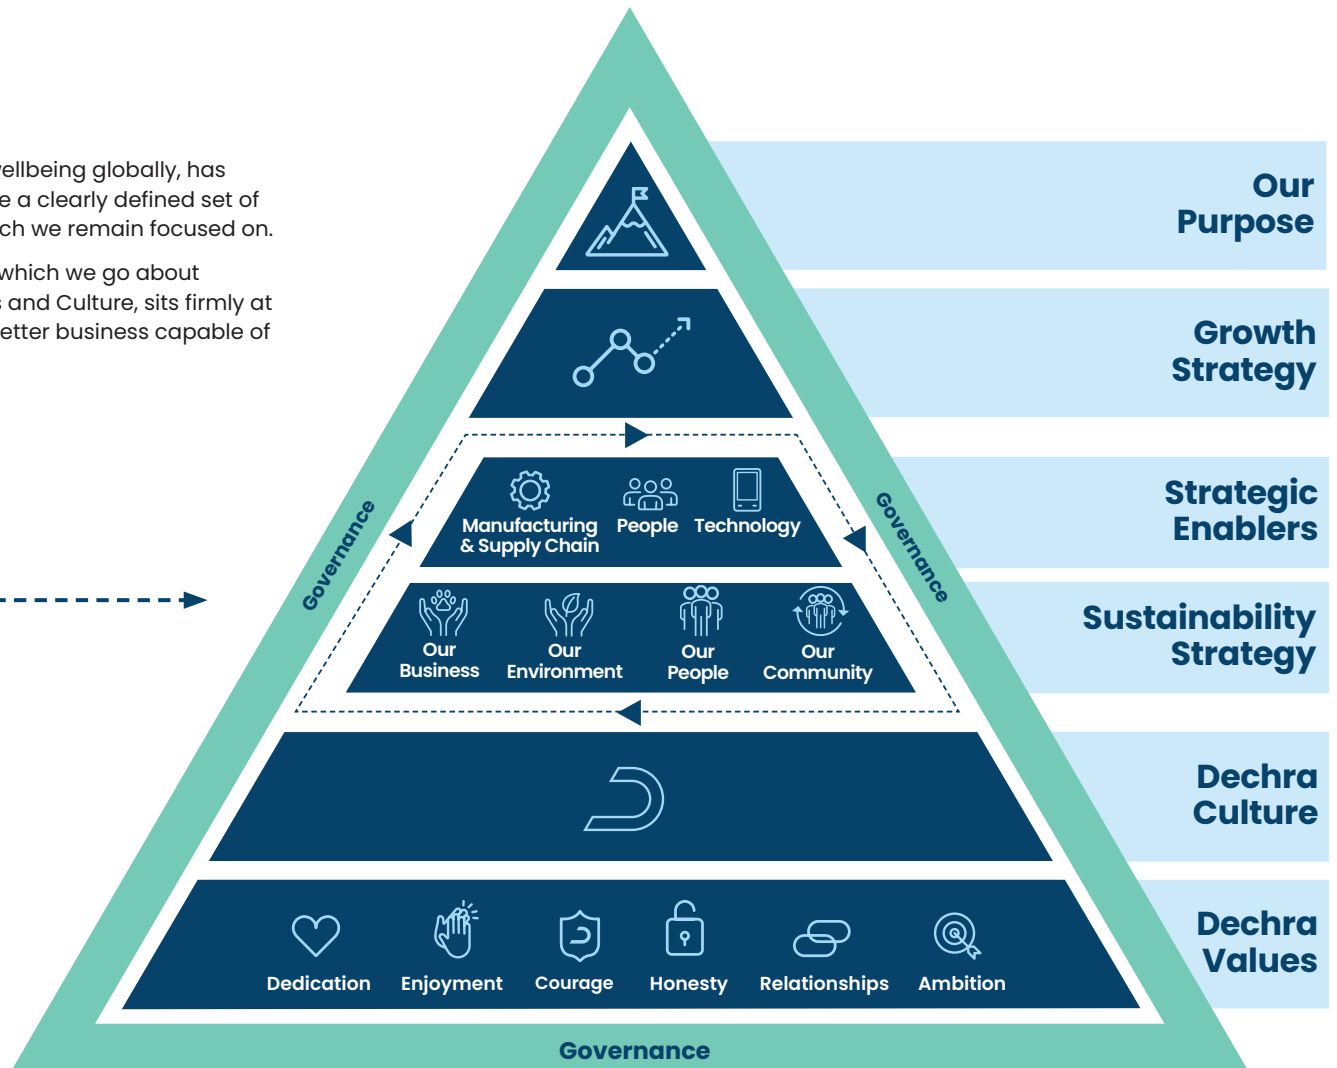 ellbeing globally, has
e a clearly defined set of
ch we remain focused on.
which we go about
s and Culture, sits firmly at
etter business capable of
Our
Purpose
Growth
Strategy
Governance
Governance
Manufacturing
& Supply Chain
People
Technology
Strategic
Enablers
Our
Business
Our
Environment
Our
People
Our
Community
Sustainability
Strategy
Dechra
Culture
Dedication
Enjoyment
Courage
Honesty
Relationships
Ambition
Dechra
Values
Governance